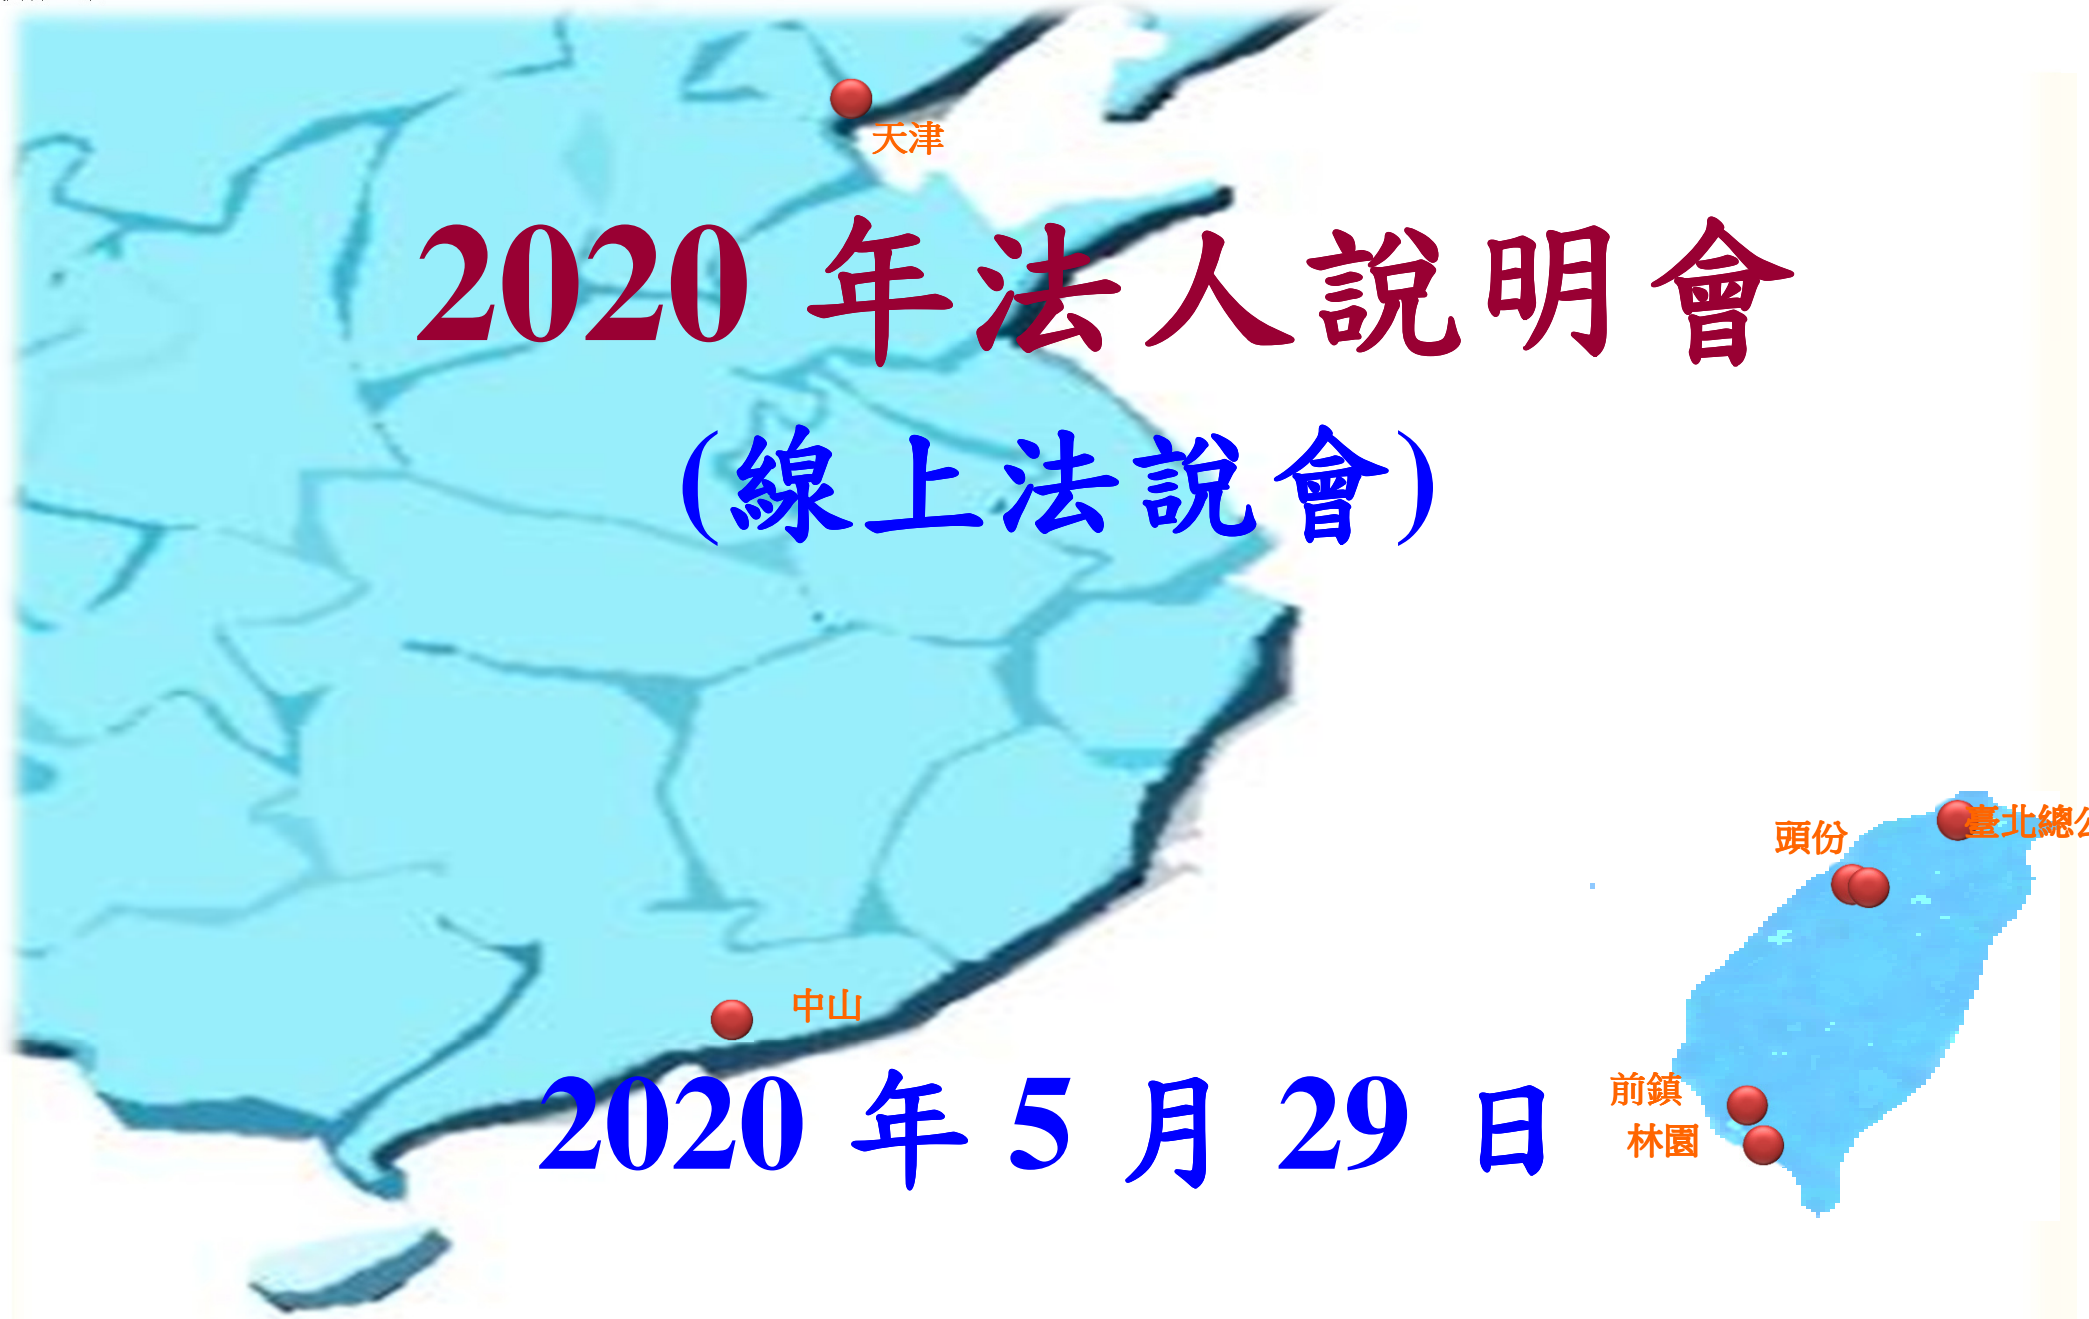 天津
2020 年法人說明會
(線上法說會)
臺北總公
頭份
中山
2020 年 5 月 29 日
前鎮
林園